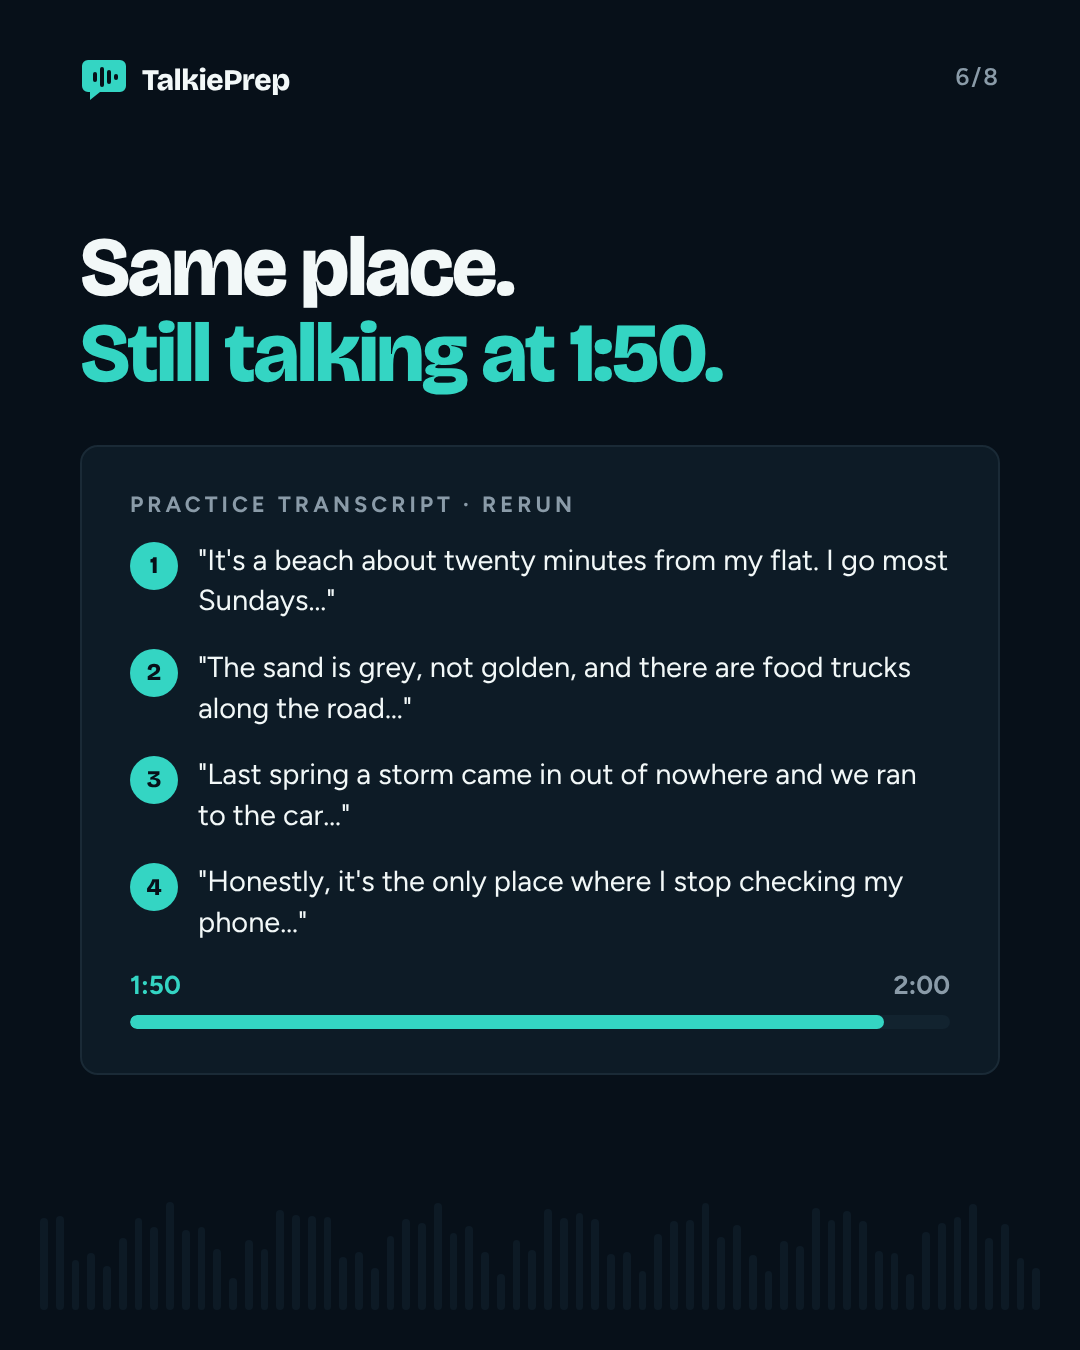 TalkiePrep
6/8
Same place.
Still talking at 1:50.
PRACTICE TRANSCRIPT · RERUN
1
"It's a beach about twenty minutes from my flat. I go most
Sundays..."
2
"The sand is grey, not golden, and there are food trucks
along the road..."
3
"Last spring a storm came in out of nowhere and we ran
to the car..."
4
"Honestly, it's the only place where I stop checking my
phone..."
1:50
2:00